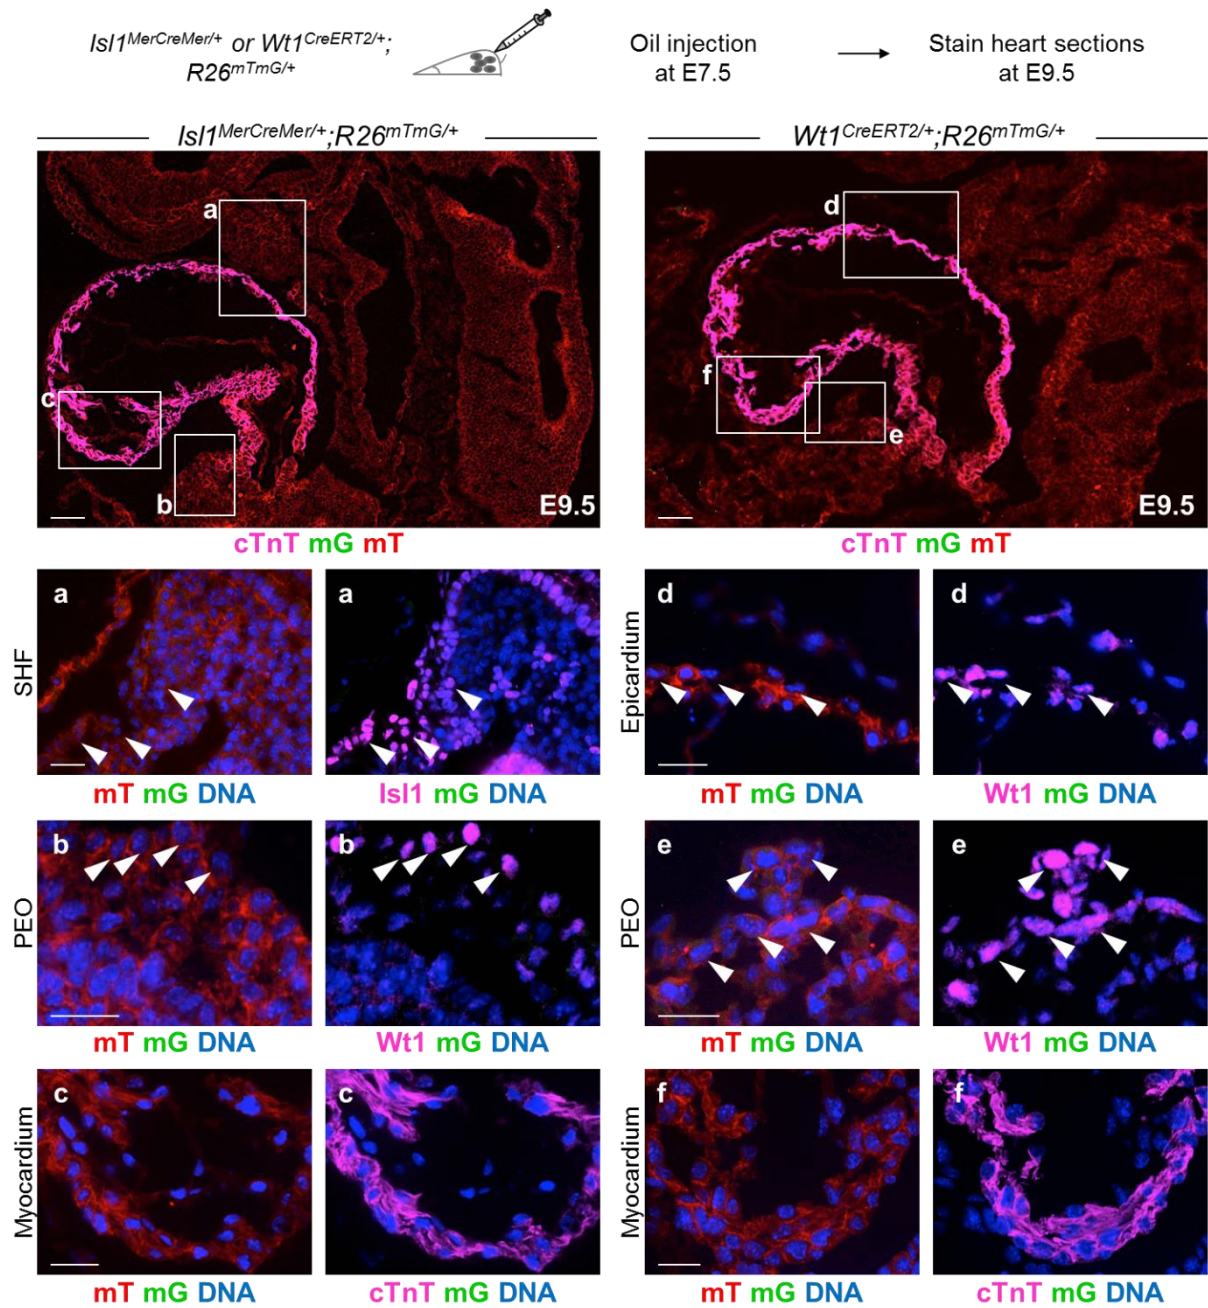 Isl1MerCreMer/+ or Wt1CreERT2/+;
R26mTmG/+
Oil injection
at E7.5
Stain heart sections
at E9.5
Isl1MerCreMer/+;R26mTmG/+
Wt1CreERT2/+;R26mTmG/+
a
c
b
E9.5
d
f
e
E9.5
cTnT mG mT
cTnT mG mT
SHF
a
a
Epicardium
d
d
mT mG DNA
Isl1 mG DNA
mT mG DNA
Wt1 mG DNA
PEO
b
b
PEO
e
e
mT mG DNA
Wt1 mG DNA
mT mG DNA
Wt1 mG DNA
Myocardium
c
c
Myocardium
f
f
mT mG DNA
cTnT mG DNA
mT mG DNA
cTnT mG DNA